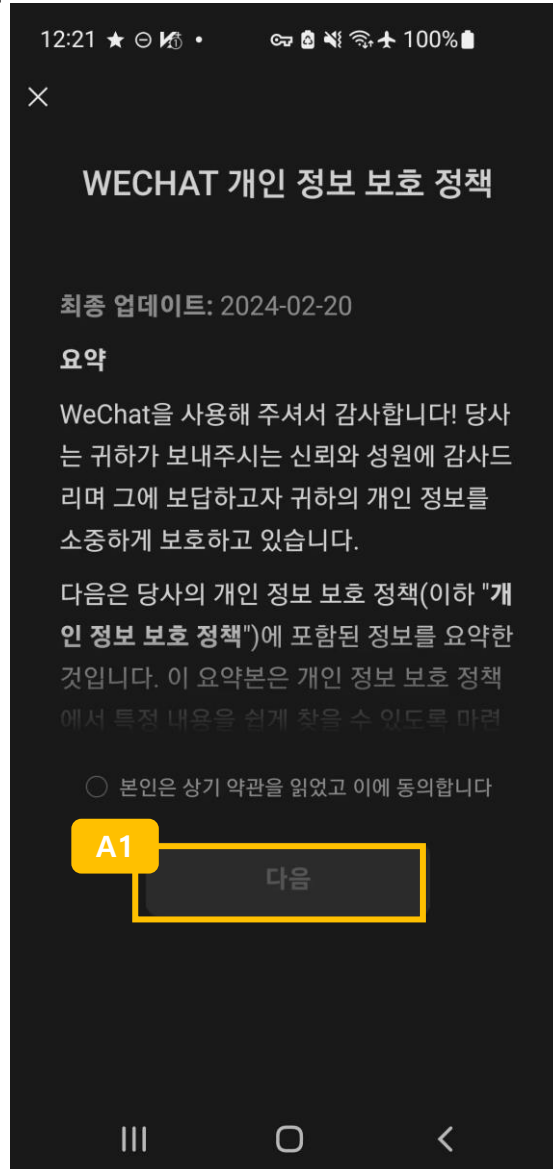 12:21 100%
WECHAT 개인 정보 보호 정책
최종 업데이트: 2024-02-20
요약
WeChat을 사용해 주셔서 감사합니다! 당사
는 귀하가 보내주시는 신뢰와 성원에 감사드
리며 그에 보답하고자 귀하의 개인 정보를
소중하게 보호하고 있습니다.
다음은 당사의 개인 정보 보호 정책(이하 "개
인 정보 보호 정책")에 포함된 정보를 요약한
것입니다. 이 요약본은 개인 정보 보호 정책
에서 특정 내용을 쉽게 찾을 수 있도록 마련
본인은 상기 약관을 읽었고 이에 동의합니다
A1
다음